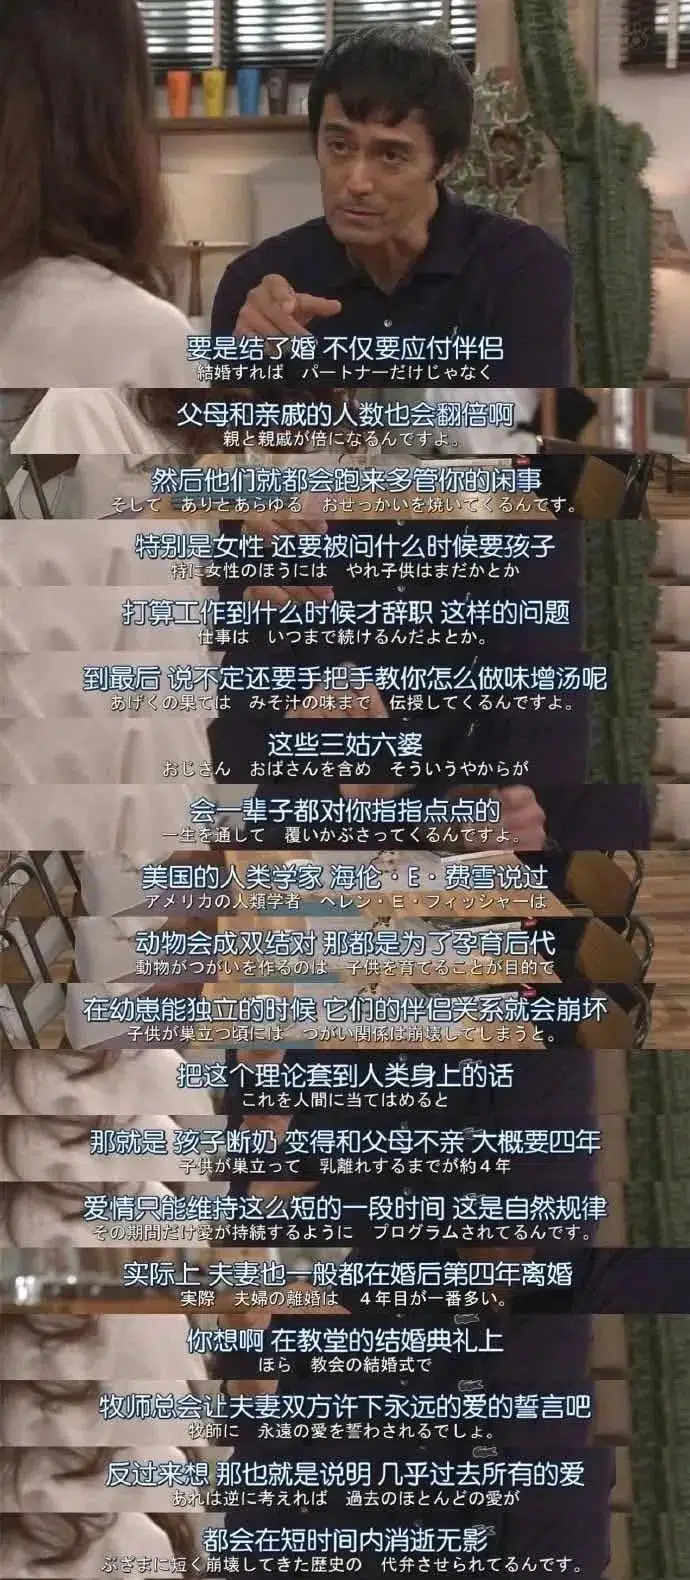 要是结了婚 不仅要应付伴侣
結婚すれば パートナーだけじゃなく
父母和亲戚的人数也会翻倍啊
親と親戚が倍になるんですよ。
然后他们就都会跑来多管你的闲事
そして ありとあらゆる おせっかいを焼いてくるんです。
特别是女性 还要被问什么时候要孩子
特に女性のほうには やれ子供はまだかとか
打算工作到什么时候才辞职 这样的问题
仕事は いつまで続けるんだよとか。
到最后 说不定还要手把手教你怎么做味增汤呢
あげくの果ては みそ汁の味まで 伝授してくるんですよ。
这些三姑六婆
おじさん おばさんを含め そういうやからが
会一辈子都对你指指点点的
一生を通して 覆いかぶさってくるんですよ。
美国的人类学家 海伦·E·费雪说过
アメリカの人類学者 ヘレン・E・フィッシャーは
动物会成双结对 那都是为了孕育后代
動物がつがいを作るのは 子供を育てることが目的で
在幼崽能独立的时候 它们的伴侣关系就会崩坏
子供が巣立つ頃には つがい関係は崩壊してしまうと。
把这个理论套到人类身上的话
これを人間に当てはめると
那就是 孩子断奶 变得和父母不亲 大概要四年
子供が巣立って 乳離れするまでが約4年
爱情只能维持这么短的一段时间 这是自然规律
その期間だけ愛が持続するように プログラムされてるんです。
实际上 夫妻也一般都在婚后第四年离婚
実際 夫婦の離婚は 4年目が一番多い。
你想啊 在教堂的结婚典礼上
ほら 教会の結婚式で
牧师总会让夫妻双方许下永远的爱的誓言吧
牧師に 永遠の愛を誓わされるでしょ。
反过来想 那也就是说明 几乎过去所有的爱
あれは逆に考えれば 過去のほとんどの愛が
都会在短时间内消逝无影
ぶざまに短く崩壊してきた歴史の 代弁させられてるんです。